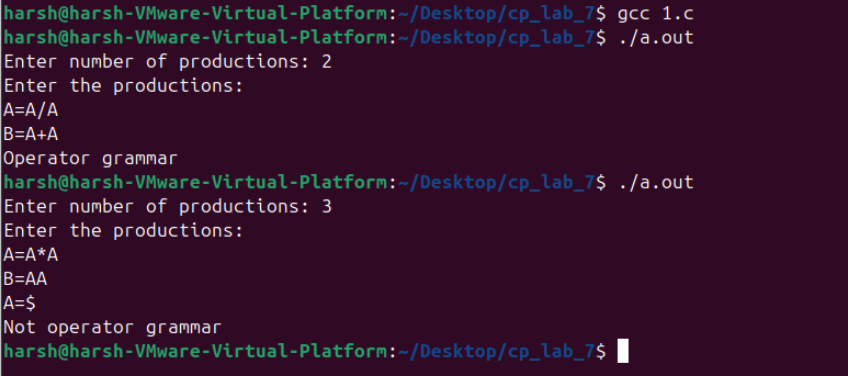 harsh@harsh-VMware-Virtual-Platform:~/Desktop/cp_lab_7$ gcc 1.c
harsh@harsh-VMware-Virtual-Platform:~/Desktop/cp_lab_7$ ./a.out
Enter number of productions: 2
Enter the productions:
A=A/A
B=A+A
Operator grammar
harsh@harsh-VMware-Virtual-Platform:~/Desktop/cp_lab_7$ ./a.out
Enter number of productions: 3
Enter the productions:
A=A*A
B=AA
A=$
Not operator grammar
harsh@harsh-VMware-Virtual-Platform:~/Desktop/cp_lab_7$